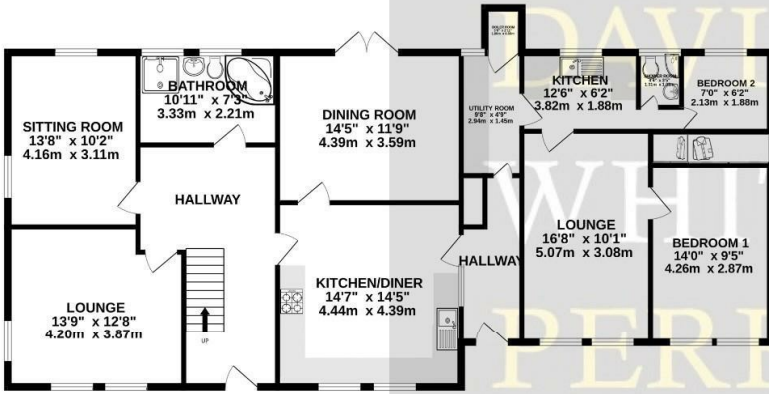 SITTING ROOM
13'8" x 10'2"
4.16m x 3.11m
BATHROOM
10'11" x 7'3"
3.33m x 2.21m
DINING ROOM
14'5" x 11'9"
4.39m x 3.59m
UTILITY ROOM
9'8" x 4'9"
2.94m x 1.45m
KITCHEN
12'6" x 6'2"
3.82m x 1.88m
BEDROOM 2
7'0" x 6'2"
2.13m x 1.88m
HALLWAY
LOUNGE
13'9" x 12'8"
4.20m x 3.87m
UP
KITCHEN/DINER
14'7" x 14'5"
4.44m x 4.39m
HALLWAY
LOUNGE
16'8" x 10'1"
5.07m x 3.08m
BEDROOM 1
14'0" x 9'5"
4.26m x 2.87m